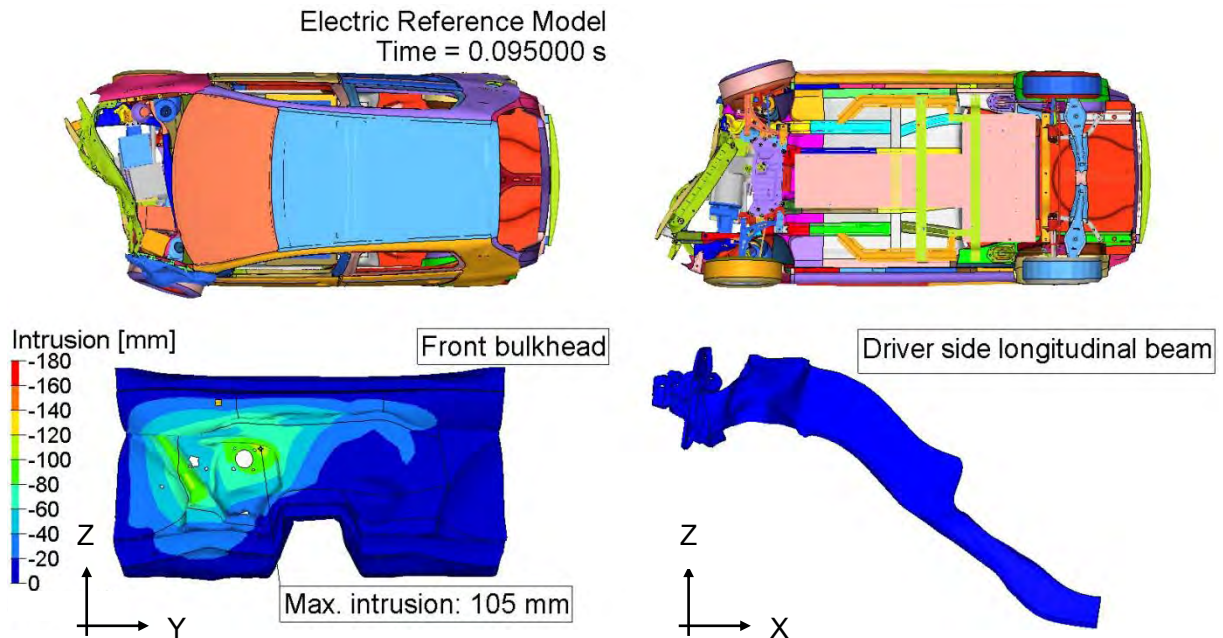 Electric Reference Model
Time = 0.095000 s
Intrusion [mm]
-180
-160
-140
-120
-100
-80
-60
-40
-20
0
Front bulkhead
Z
Y
Max. intrusion: 105 mm
Driver side longitudinal beam
Z
X